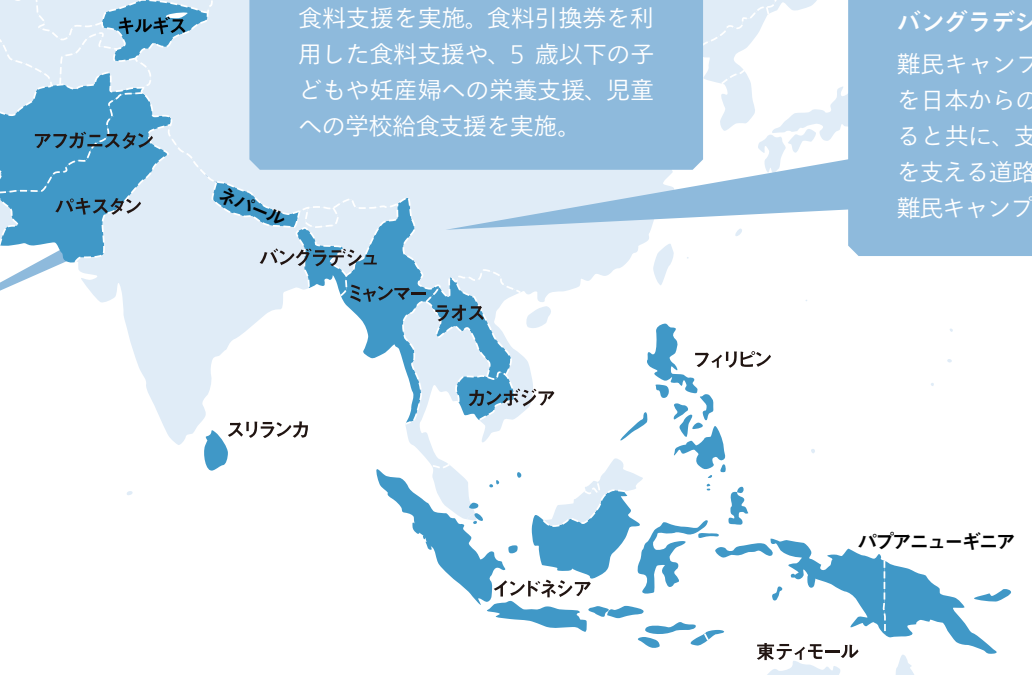 食料支援を実施。食料引換券を利
用した食料支援や、5 歳以下の子
どもや妊産婦への栄養支援、児童
への学校給食支援を実施。
バングラデシ
難民キャンプ
を日本からの
ると共に、支
を支える道路
難民キャンプ
キルギス
アフガニスタン
パキスタン
ネパール
バングラデシュ
ミャンマー
ラオス
フィリピン
カンボジア
スリランカ
パプアニューギニア
インドネシア
東ティモール